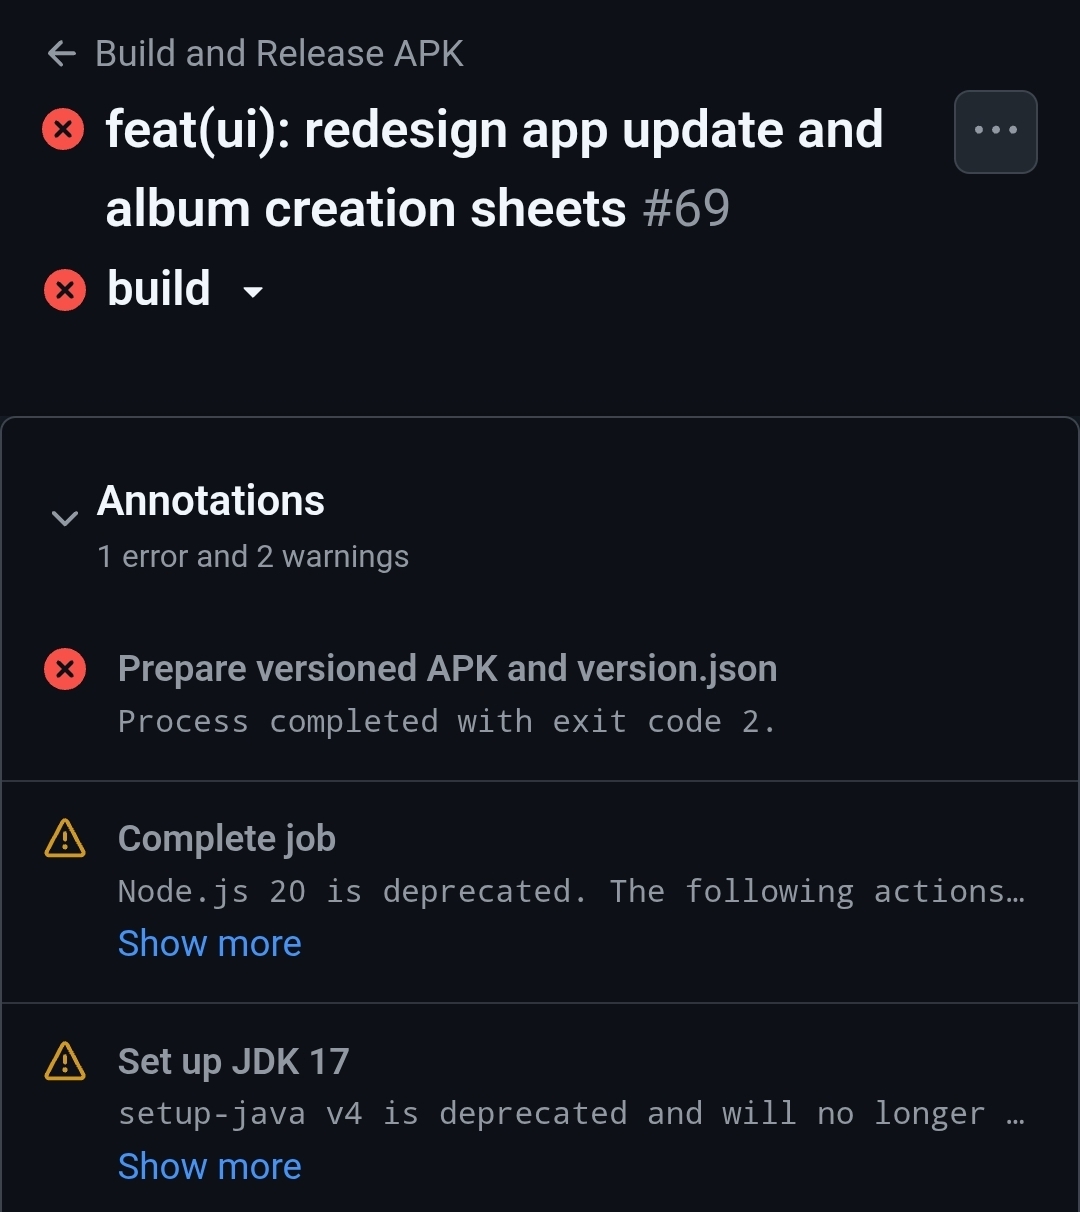 Build and Release APK
feat(ui): redesign app update and
album creation sheets #69
build
Annotations
1 error and 2 warnings
Prepare versioned APK and version.json
Process completed with exit code 2.
Complete job
Node.js 20 is deprecated. The following actions…
Show more
Set up JDK 17
setup-java v4 is deprecated and will no longer …
Show more